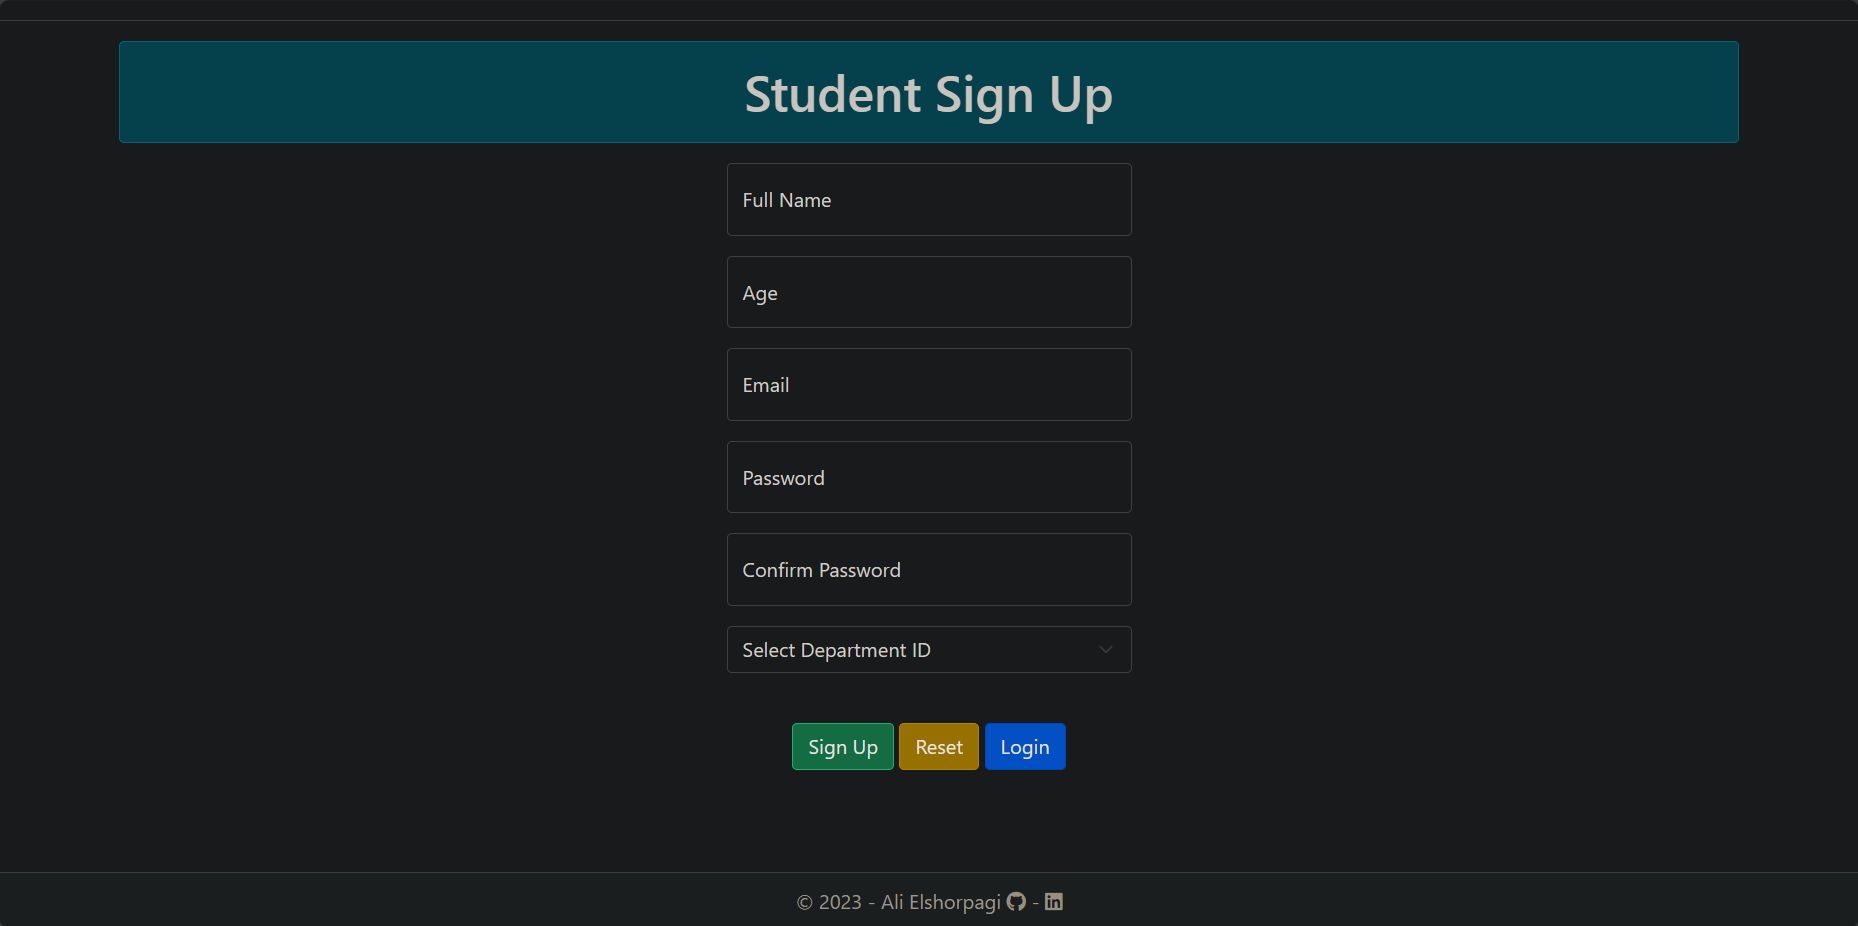 Student Sign Up
Full Name
Age
Email
Password
Confirm Password
Select Department ID
Sign Up Reset Login
© 2023 - Ali Elshorpagi - in